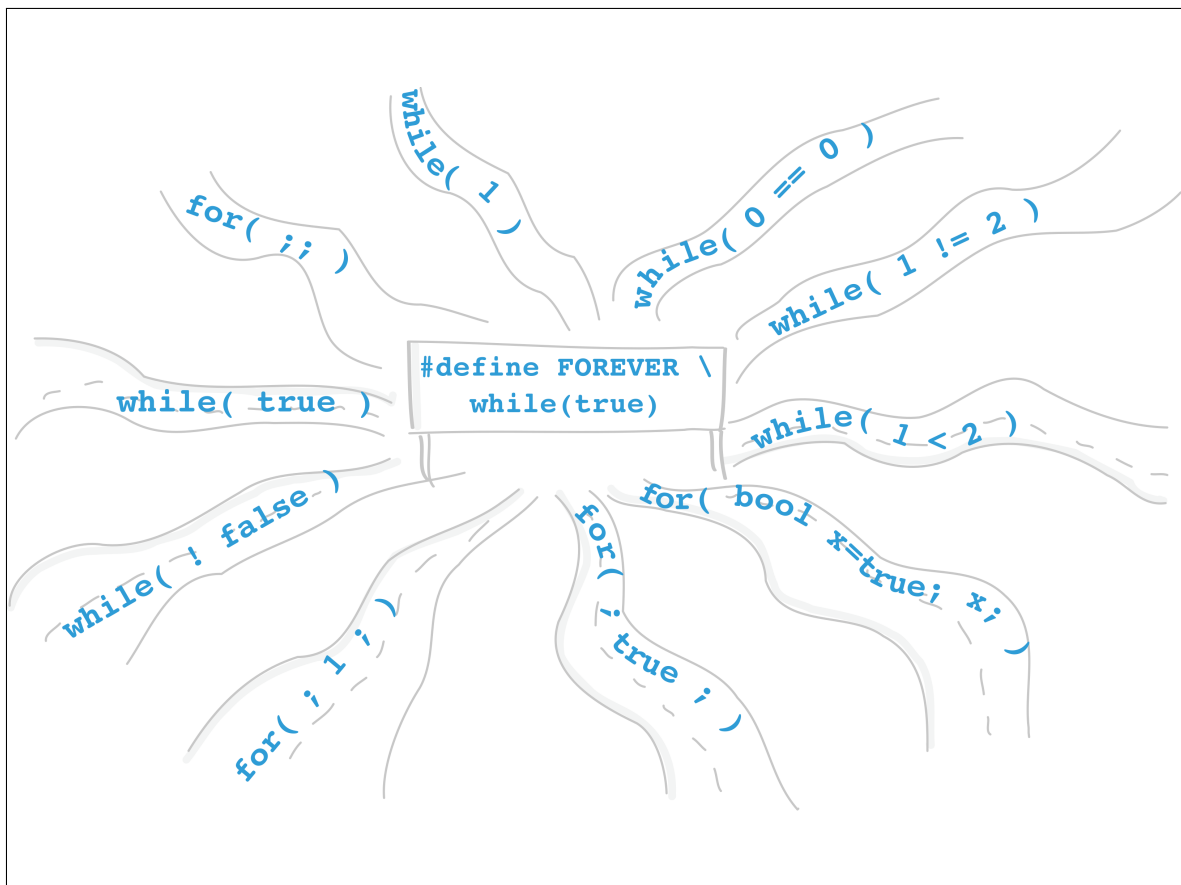 while( 1 )
while( 0 == 0 )
for( ;; )
while( 1 != 2 )
#define FOREVER \
while(true)
while( true )
while( 1 < 2 )
while( ! false )
for( bool x=true; x; )
for( ; 1 ; )
for( ; true ; )